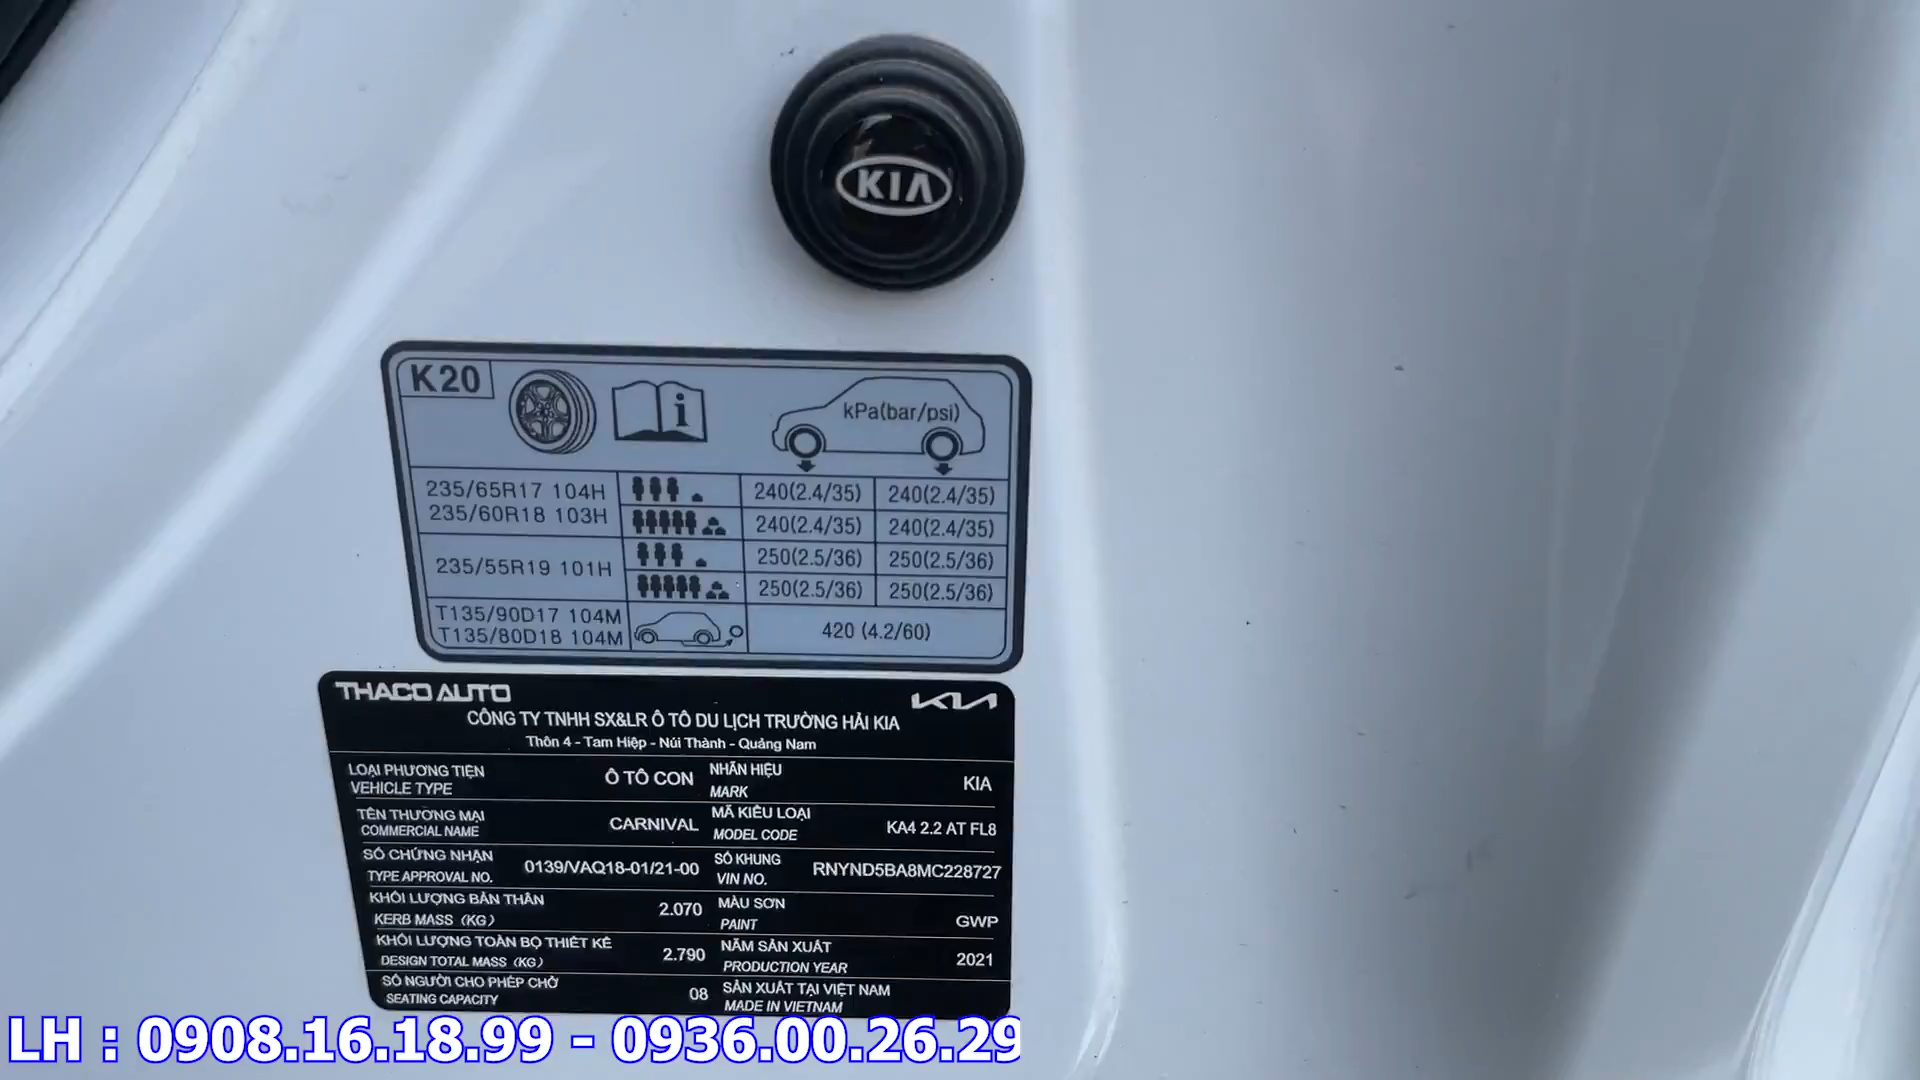 KIA
K20
kPa(bar/psi)
235/65R17 104H
235/60R18 103H
240(2.4/35) 240(2.4/35)
240(2.4/35) 240(2.4/35)
235/55R19 101H
250(2.5/36) 250(2.5/36)
250(2.5/36) 250(2.5/36)
T135/90D17 104M
T135/80D18 104M
420 (4.2/60)
THACO AUTO KIA
CÔNG TY TNHH SX&LR Ô TÔ DU LỊCH TRƯỜNG HẢI KIA
Thôn 4 - Tam Hiệp - Núi Thành - Quảng Nam
LOẠI PHƯƠNG TIỆN
VEHICLE TYPE
Ô TÔ CON
NHÃN HIỆU
MARK
KIA
TÊN THƯƠNG MẠI
COMMERCIAL NAME
CARNIVAL
MÃ KIỂU LOẠI
MODEL CODE
KA4 2.2 AT FL8
SỐ CHỨNG NHẬN
TYPE APPROVAL NO.
0139/VAQ18-01/21-00
SỐ KHUNG
VIN NO.
RNYND5BA8MC228727
KHỐI LƯỢNG BẢN THÂN
KERB MASS (KG)
2.070
MÀU SƠN
PAINT
GWP
KHỐI LƯỢNG TOÀN BỘ THIẾT KẾ
DESIGN TOTAL MASS (KG)
2.790
NĂM SẢN XUẤT
PRODUCTION YEAR
2021
SỐ NGƯỜI CHO PHÉP CHỞ
SEATING CAPACITY
08
SẢN XUẤT TẠI VIỆT NAM
MADE IN VIETNAM
LH : 0908.16.18.99 - 0936.00.26.29